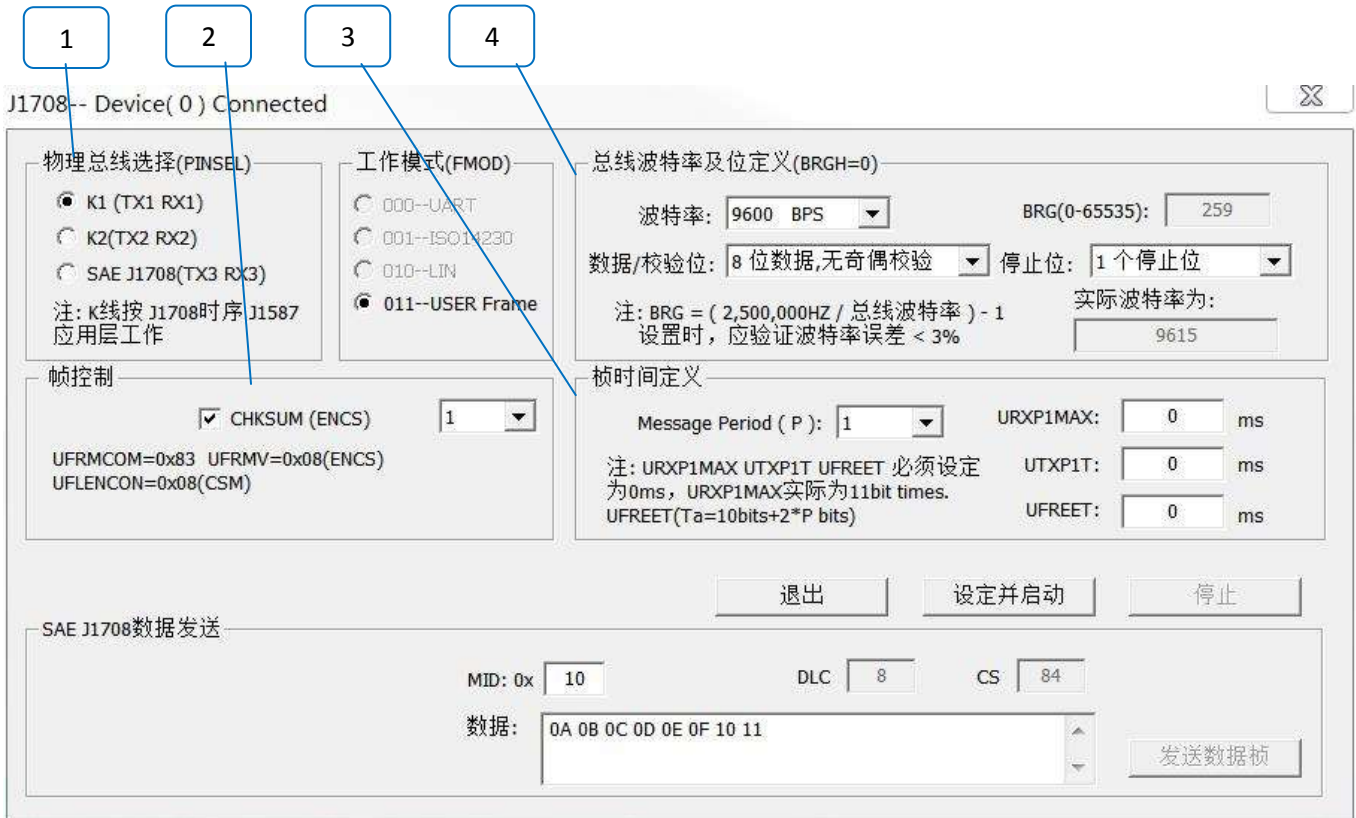 1
2
3
4
J1708-- Device( 0 ) Connected
物理总线选择(PINSEL)
K1 (TX1 RX1)
K2(TX2 RX2)
SAE J1708(TX3 RX3)
注: K线按 J1708时序 J1587
应用层工作
工作模式(FMOD)
000--UART
001--ISO14230
010--LIN
011--USER Frame
总线波特率及位定义(BRGH=0)
波特率: 9600 BPS
BRG(0-65535): 259
数据/校验位: 8 位数据,无奇偶校验
停止位: 1 个停止位
注: BRG = ( 2,500,000HZ / 总线波特率 ) - 1
设置时，应验证波特率误差 < 3%
实际波特率为:
9615
帧控制
CHKSUM (ENCS) 1
UFRMCOM=0x83 UFRMV=0x08(ENCS)
UFLENCON=0x08(CSM)
桢时间定义
Message Period ( P ): 1
注: URXP1MAX UTXP1T UFREET 必须设定
为0ms，URXP1MAX实际为11bit times.
UFREET(Ta=10bits+2*P bits)
URXP1MAX: 0 ms
UTXP1T: 0 ms
UFREET: 0 ms
退出
设定并启动
停止
SAE J1708数据发送
MID: 0x 10
DLC 8
CS 84
数据: 0A 0B 0C 0D 0E 0F 10 11
发送数据桢